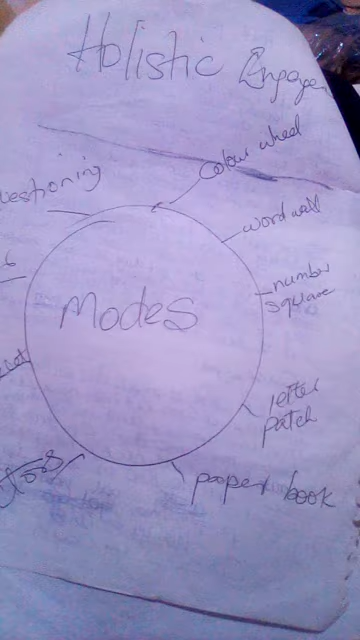 Holistic Engagem
Colour wheel
uestioning
word wall
number
square
Modes
letter
patch
paper book